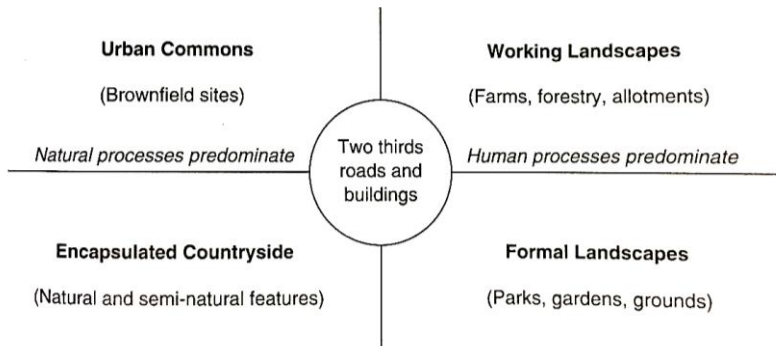 Urban Commons
(Brownfield sites)
Natural processes predominate
Working Landscapes
(Farms, forestry, allotments)
Human processes predominate
Two thirds
roads and
buildings
Encapsulated Countryside
(Natural and semi-natural features)
Formal Landscapes
(Parks, gardens, grounds)